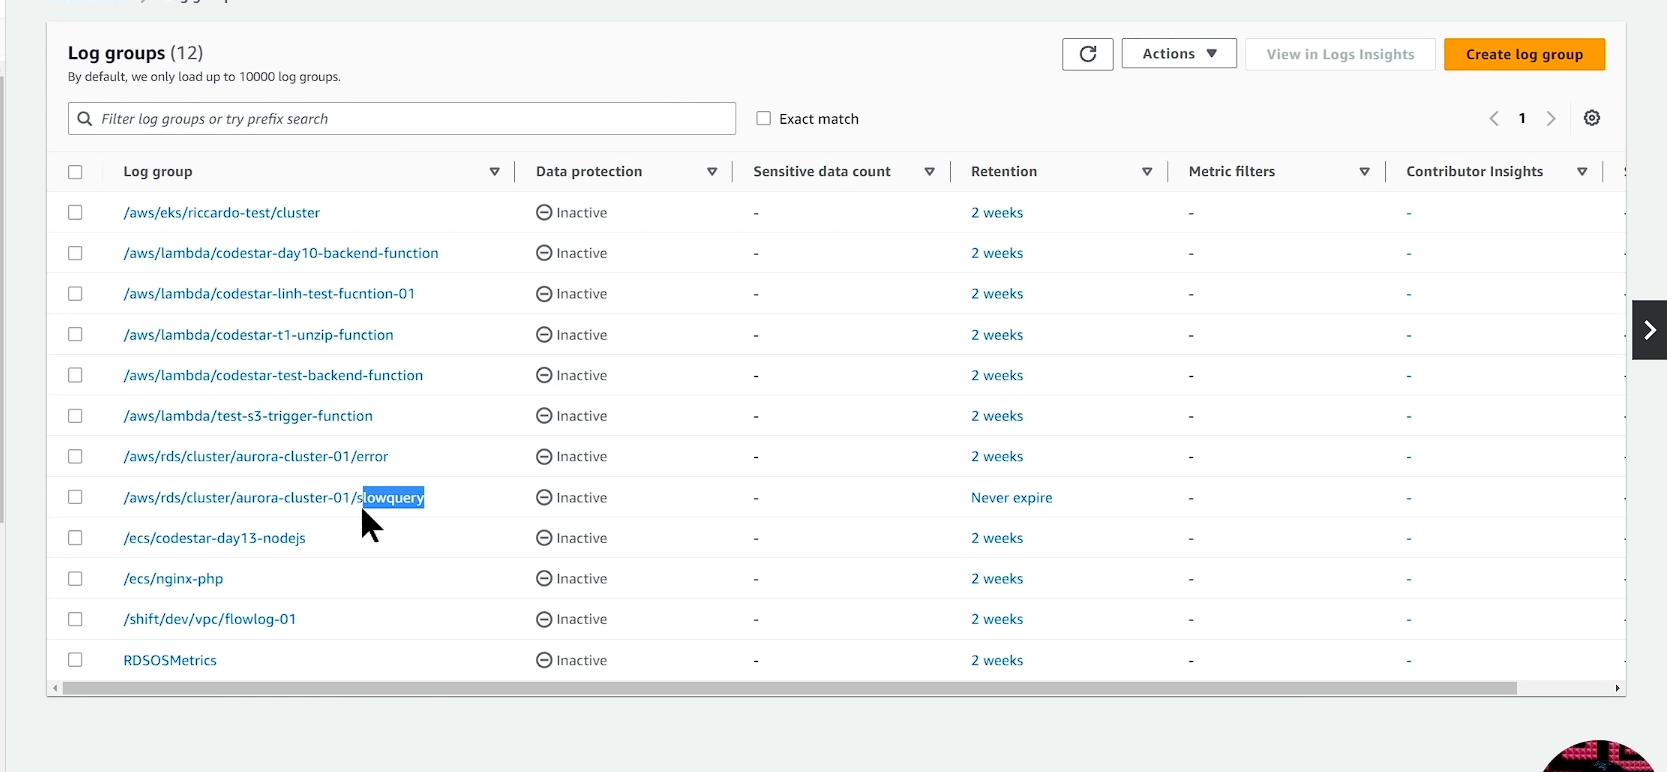 Log groups (12)
By default, we only load up to 10000 log groups.
Actions
View in Logs Insights
Create log group
Filter log groups or try prefix search
Exact match
1
Log group Data protection Sensitive data count Retention Metric filters Contributor Insights
/aws/eks/riccardo-test/cluster Inactive - 2 weeks - -
/aws/lambda/codestar-day10-backend-function Inactive - 2 weeks - -
/aws/lambda/codestar-linh-test-fucntion-01 Inactive - 2 weeks - -
/aws/lambda/codestar-t1-unzip-function Inactive - 2 weeks - -
/aws/lambda/codestar-test-backend-function Inactive - 2 weeks - -
/aws/lambda/test-s3-trigger-function Inactive - 2 weeks - -
/aws/rds/cluster/aurora-cluster-01/error Inactive - 2 weeks - -
/aws/rds/cluster/aurora-cluster-01/slowquery Inactive - Never expire - -
/ecs/codestar-day13-nodejs Inactive - 2 weeks - -
/ecs/nginx-php Inactive - 2 weeks - -
/shift/dev/vpc/flowlog-01 Inactive - 2 weeks - -
RDSOSMetrics Inactive - 2 weeks - -